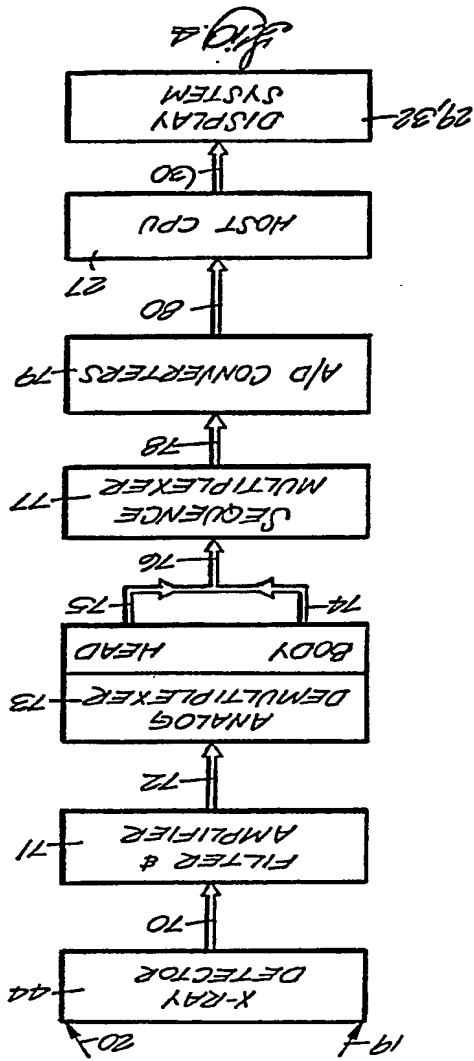 19 20
X-RAY
DETECTOR
44
70
FILTER &
AMPLIFIER
71
72
ANALOG
DEMULTIPLEXER
73
BODY HEAD
74 75
76
SEQUENCE
MULTIPLEXER
77
78
A/D CONVERTERS
79
80
27
HOST CPU
30
DISPLAY
SYSTEM
29,32
Fig. 4